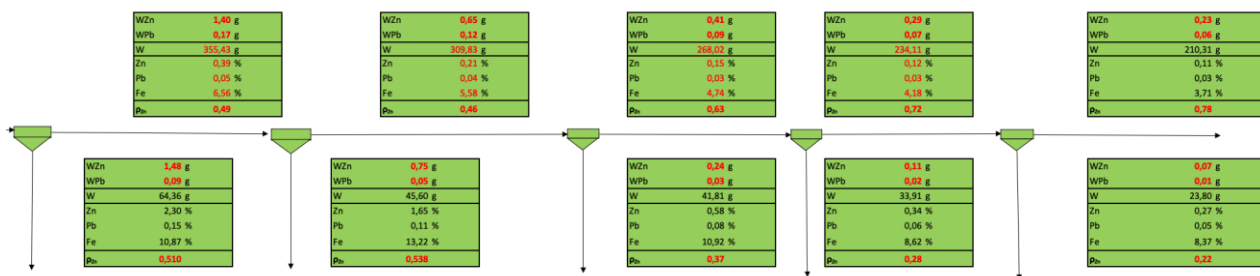 WZn 1,40 g
WPb 0,17 g
W 355,43 g
Zn 0,39 %
Pb 0,05 %
Fe 6,56 %
ρZn 0,49
WZn 0,65 g
WPb 0,12 g
W 309,83 g
Zn 0,21 %
Pb 0,04 %
Fe 5,58 %
ρZn 0,46
WZn 0,41 g
WPb 0,09 g
W 268,02 g
Zn 0,15 %
Pb 0,03 %
Fe 4,74 %
ρZn 0,63
WZn 0,29 g
WPb 0,07 g
W 234,11 g
Zn 0,12 %
Pb 0,03 %
Fe 4,18 %
ρZn 0,72
WZn 0,23 g
WPb 0,06 g
W 210,31 g
Zn 0,11 %
Pb 0,03 %
Fe 3,71 %
ρZn 0,78
WZn 1,48 g
WPb 0,09 g
W 64,36 g
Zn 2,30 %
Pb 0,15 %
Fe 10,87 %
ρZn 0,510
WZn 0,75 g
WPb 0,05 g
W 45,60 g
Zn 1,65 %
Pb 0,11 %
Fe 13,22 %
ρZn 0,538
WZn 0,24 g
WPb 0,03 g
W 41,81 g
Zn 0,58 %
Pb 0,08 %
Fe 10,92 %
ρZn 0,37
WZn 0,11 g
WPb 0,02 g
W 33,91 g
Zn 0,34 %
Pb 0,06 %
Fe 8,62 %
ρZn 0,28
WZn 0,07 g
WPb 0,01 g
W 23,80 g
Zn 0,27 %
Pb 0,05 %
Fe 8,37 %
ρZn 0,22